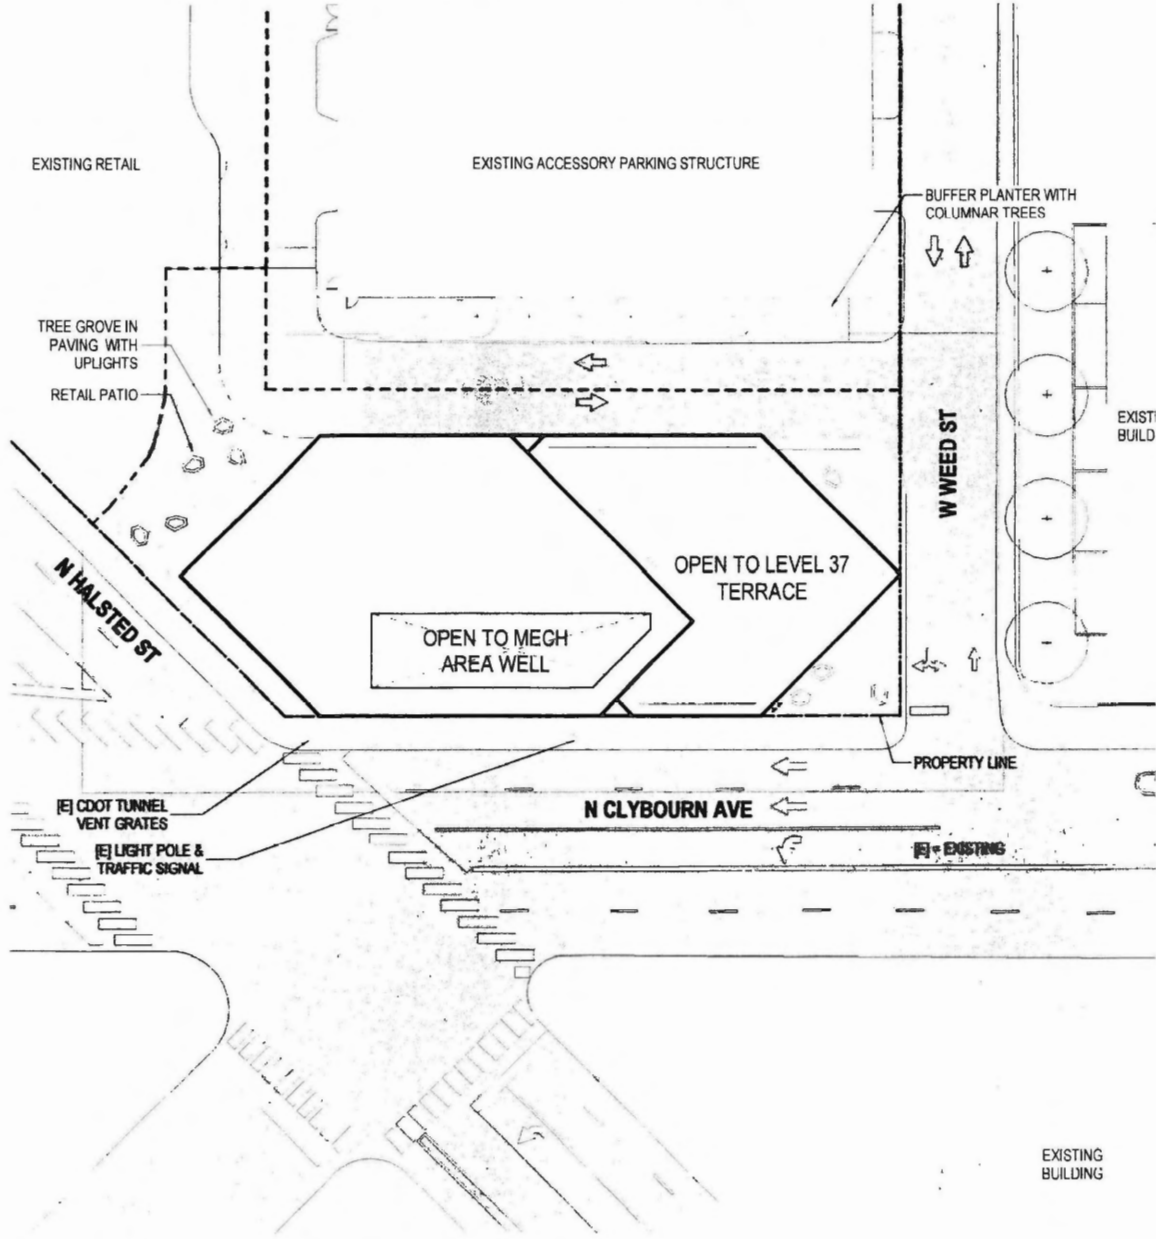 EXISTING RETAIL
EXISTING ACCESSORY PARKING STRUCTURE
BUFFER PLANTER WITH
COLUMNAR TREES
TREE GROVE IN
PAVING WITH
UPLIGHTS
RETAIL PATIO
W WEED ST
EXISTI
BUILD
N HALSTED ST
OPEN TO LEVEL 37
TERRACE
OPEN TO MECH
AREA WELL
PROPERTY LINE
[E] CDOT TUNNEL
VENT GRATES
N CLYBOURN AVE
[E] LIGHT POLE &
TRAFFIC SIGNAL
[E] = EXISTING
EXISTING
BUILDING